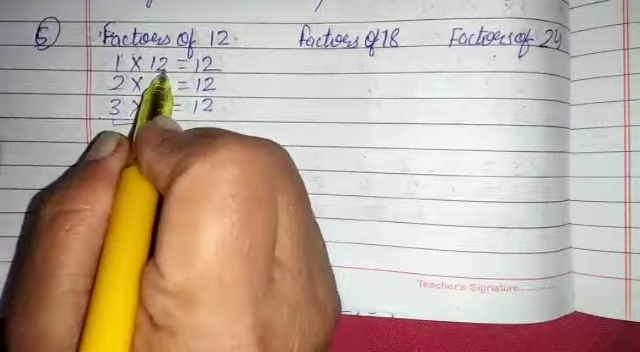 5 Factors of 12 Factors of 18 Factors of 24
1 × 12 = 12
2 × = 12
3 × = 12
Teacher's Signature..............